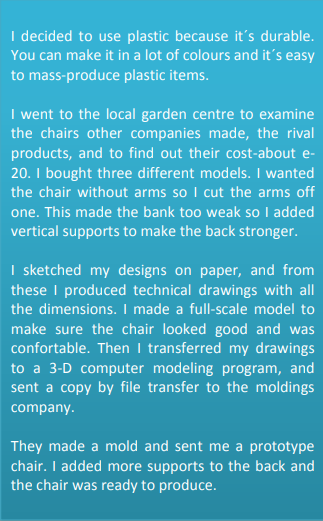 I decided to use plastic because it´s durable.
You can make it in a lot of colours and it´s easy
to mass-produce plastic items.
I went to the local garden centre to examine
the chairs other companies made, the rival
products, and to find out their cost-about e-
20. I bought three different models. I wanted
the chair without arms so I cut the arms off
one. This made the bank too weak so I added
vertical supports to make the back stronger.
I sketched my designs on paper, and from
these I produced technical drawings with all
the dimensions. I made a full-scale model to
make sure the chair looked good and was
confortable. Then I transferred my drawings
to a 3-D computer modeling program, and
sent a copy by file transfer to the moldings
company.
They made a mold and sent me a prototype
chair. I added more supports to the back and
the chair was ready to produce.